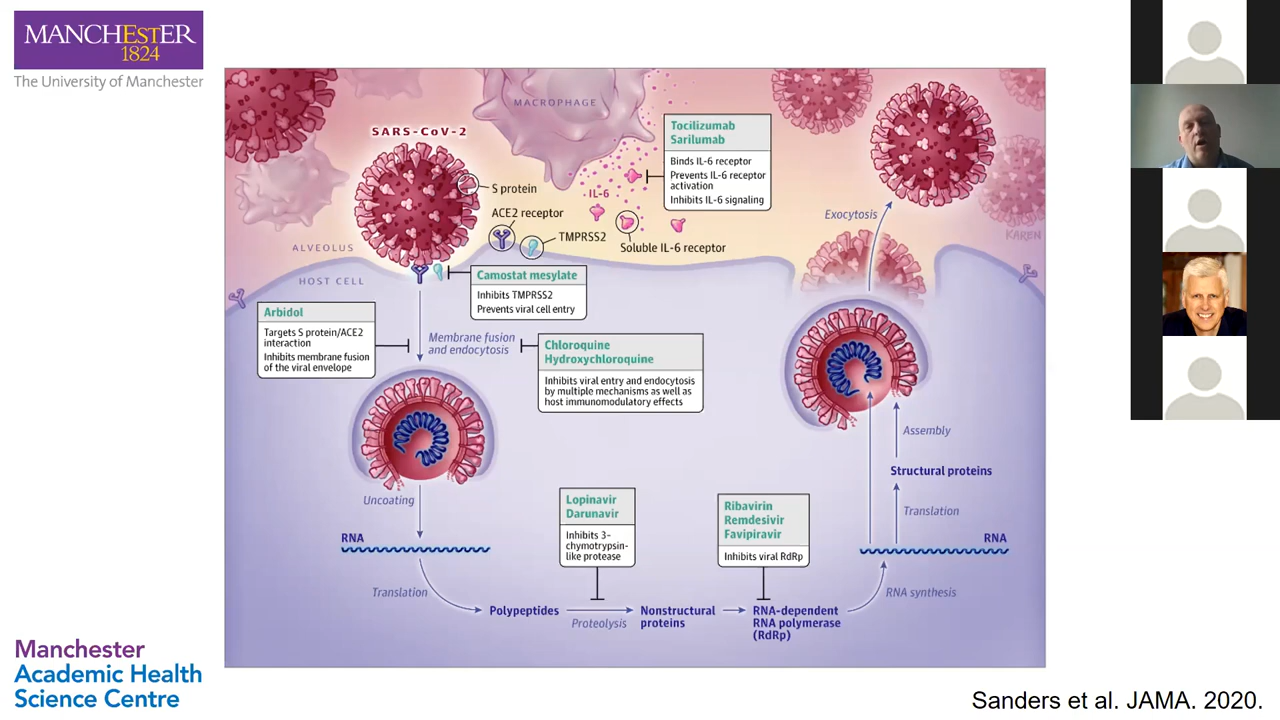 MANCHESTER
1824
The University of Manchester
MACROPHAGE
SARS-CoV-2
S protein
ACE2 receptor
TMPRSS2
IL-6
Soluble IL-6 receptor
Tocilizumab
Sarilumab
Binds IL-6 receptor
Prevents IL-6 receptor
activation
Inhibits IL-6 signaling
Exocytosis
KAREN
ALVEOLUS
HOST CELL
Camostat mesylate
Inhibits TMPRSS2
Prevents viral cell entry
Arbidol
Targets S protein/ACE2
interaction
Inhibits membrane fusion
of the viral envelope
Membrane fusion
and endocytosis
Chloroquine
Hydroxychloroquine
Inhibits viral entry and endocytosis
by multiple mechanisms as well as
host immunomodulatory effects
Uncoating
RNA
Translation
Polypeptides
Lopinavir
Darunavir
Inhibits 3-
chymotrypsin-
like protease
Proteolysis
Nonstructural
proteins
Ribavirin
Remdesivir
Favipiravir
Inhibits viral RdRp
RNA-dependent
RNA polymerase
(RdRp)
RNA synthesis
RNA
Translation
Structural proteins
Assembly
Manchester
Academic Health
Science Centre
Sanders et al. JAMA. 2020.